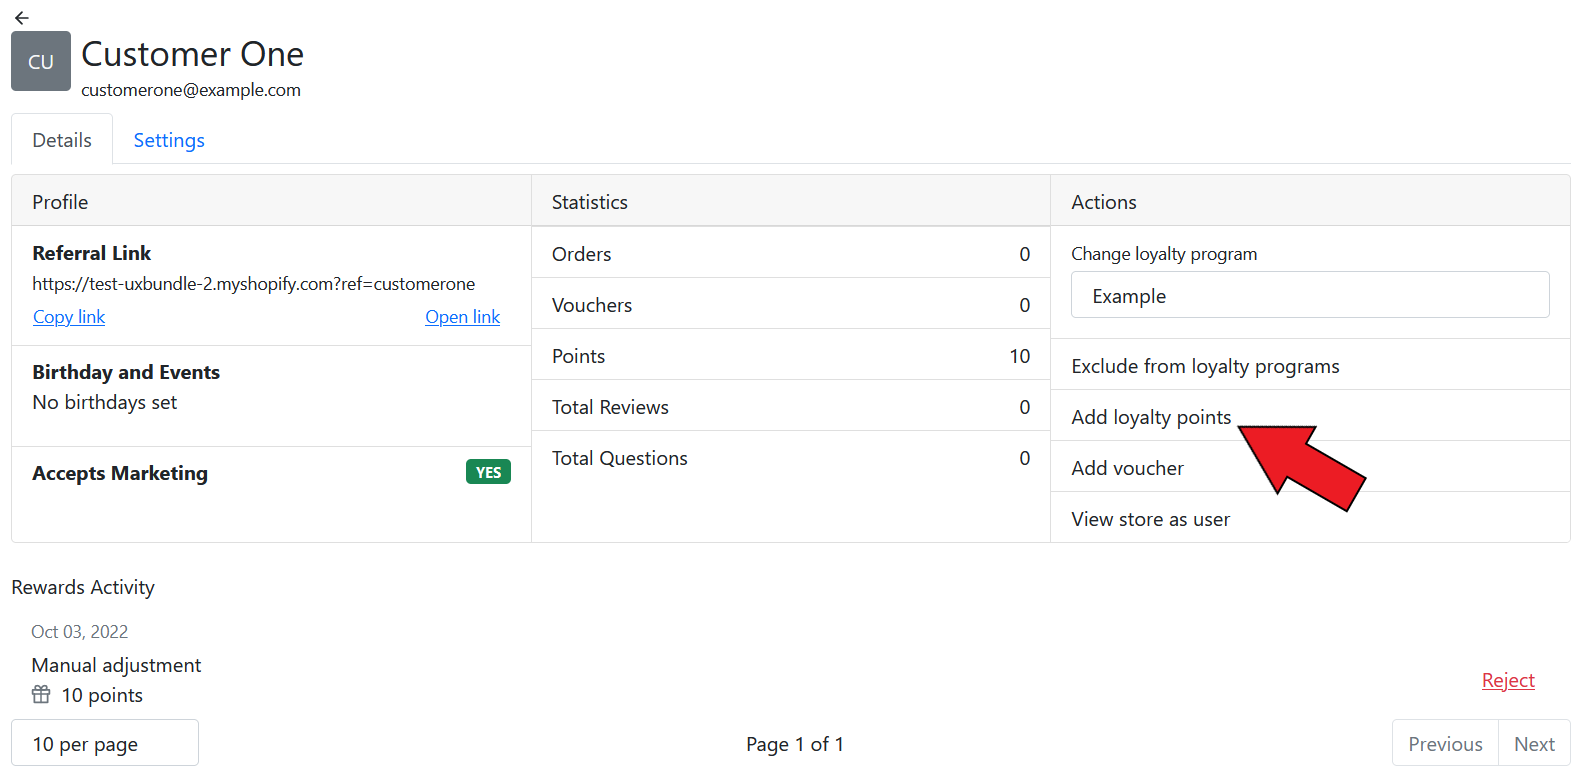 CU
Customer One
customerone@example.com
Details
Settings
Profile
Referral Link
https://test-uxbundle-2.myshopify.com?ref=customerone
Copy link
Open link
Birthday and Events
No birthdays set
Accepts Marketing
YES
Statistics
Orders 0
Vouchers 0
Points 10
Total Reviews 0
Total Questions 0
Actions
Change loyalty program
Example
Exclude from loyalty programs
Add loyalty points
Add voucher
View store as user
Rewards Activity
Oct 03, 2022
Manual adjustment
10 points
Reject
10 per page
Page 1 of 1
Previous
Next